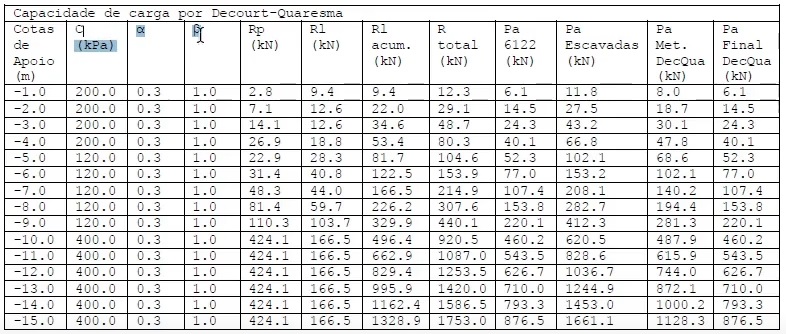 Capacidade de carga por Decourt-Quaresma
Cotas de Apoio (m) q (kPa) α β Rp (kN) Rl (kN) Rl acum. (kN) R total (kN) Pa 6122 (kN) Pa Escavadas (kN) Pa Met. DecQua (kN) Pa Final DecQua (kN)
-1.0 200.0 0.3 1.0 2.8 9.4 9.4 12.3 6.1 11.8 8.0 6.1
-2.0 200.0 0.3 1.0 7.1 12.6 22.0 29.1 14.5 27.5 18.7 14.5
-3.0 200.0 0.3 1.0 14.1 12.6 34.6 48.7 24.3 43.2 30.1 24.3
-4.0 200.0 0.3 1.0 26.9 18.8 53.4 80.3 40.1 66.8 47.8 40.1
-5.0 120.0 0.3 1.0 22.9 28.3 81.7 104.6 52.3 102.1 68.6 52.3
-6.0 120.0 0.3 1.0 31.4 40.8 122.5 153.9 77.0 153.2 102.1 77.0
-7.0 120.0 0.3 1.0 48.3 44.0 166.5 214.9 107.4 208.1 140.2 107.4
-8.0 120.0 0.3 1.0 81.4 59.7 226.2 307.6 153.8 282.7 194.4 153.8
-9.0 120.0 0.3 1.0 110.3 103.7 329.9 440.1 220.1 412.3 281.3 220.1
-10.0 400.0 0.3 1.0 424.1 166.5 496.4 920.5 460.2 620.5 487.9 460.2
-11.0 400.0 0.3 1.0 424.1 166.5 662.9 1087.0 543.5 828.6 615.9 543.5
-12.0 400.0 0.3 1.0 424.1 166.5 829.4 1253.5 626.7 1036.7 744.0 626.7
-13.0 400.0 0.3 1.0 424.1 166.5 995.9 1420.0 710.0 1244.9 872.1 710.0
-14.0 400.0 0.3 1.0 424.1 166.5 1162.4 1586.5 793.3 1453.0 1000.2 793.3
-15.0 400.0 0.3 1.0 424.1 166.5 1328.9 1753.0 876.5 1661.1 1128.3 876.5